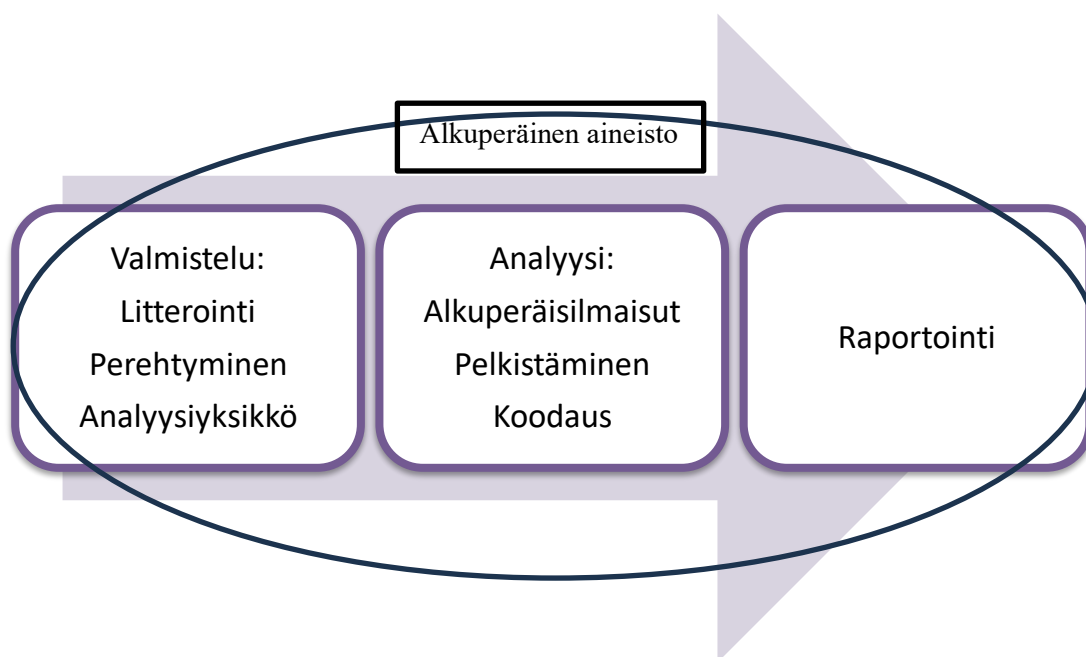 Alkuperäinen aineisto
Valmistelu:
Litterointi
Perehtyminen
Analyysiyksikkö
Analyysi:
Alkuperäisilmaisut
Pelkistäminen
Koodaus
Raportointi